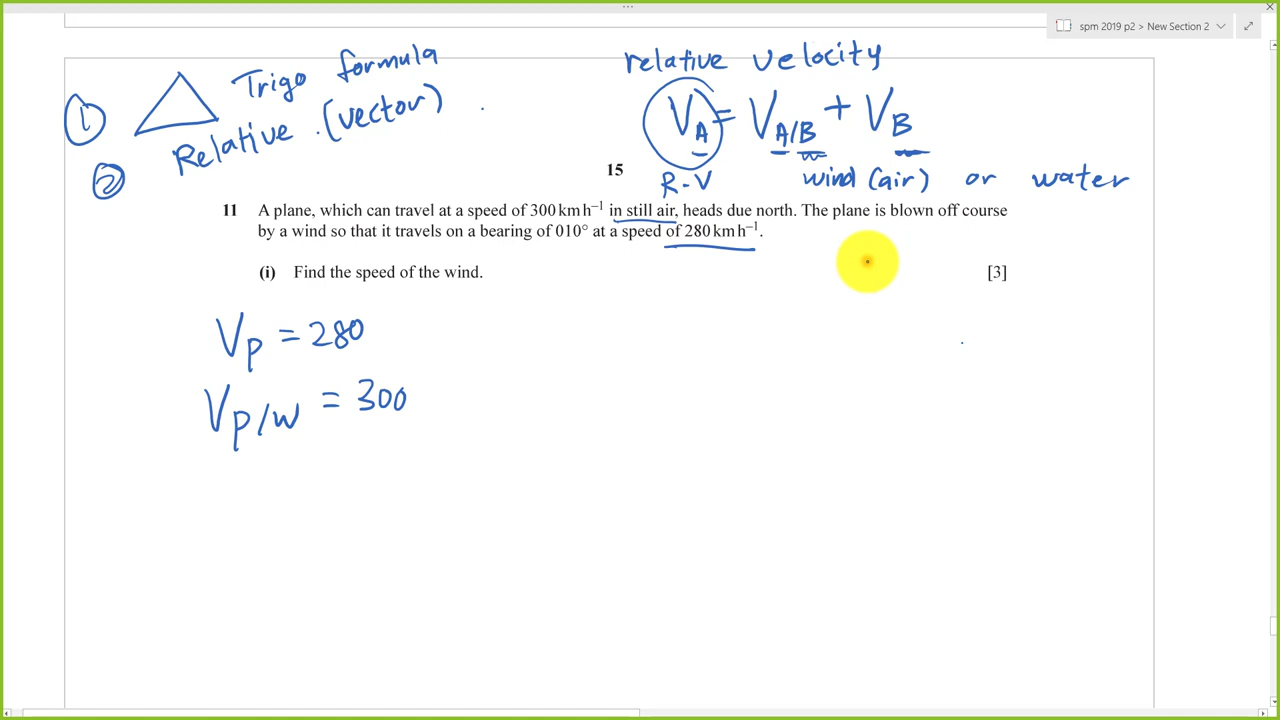 spm 2019 p2 > New Section 2
① Trigo formula
② Relative (vector)
relative velocity
V_A = V_{A/B} + V_B
R-V wind (air) or water
15
11 A plane, which can travel at a speed of 300 km h⁻¹ in still air, heads due north. The plane is blown off course
by a wind so that it travels on a bearing of 010° at a speed of 280 km h⁻¹.
(i) Find the speed of the wind. [3]
V_P = 280
V_{P/W} = 300